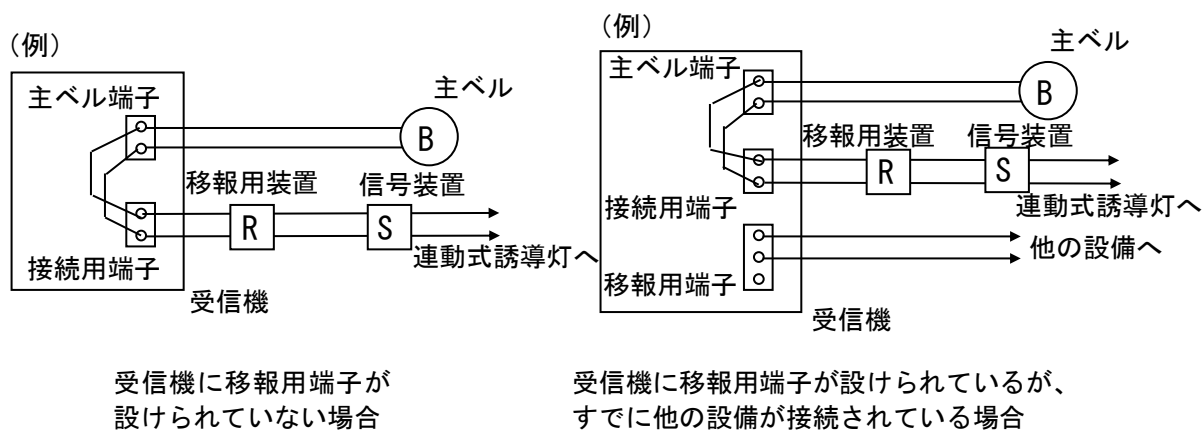 （例）
主ベル
主ベル端子
B
移報用装置
信号装置
R
S
連動式誘導灯へ
接続用端子
受信機
受信機に移報用端子が
設けられていない場合
（例）
主ベル
主ベル端子
B
移報用装置
信号装置
R
S
接続用端子
連動式誘導灯へ
他の設備へ
移報用端子
受信機
受信機に移報用端子が設けられているが、
すでに他の設備が接続されている場合